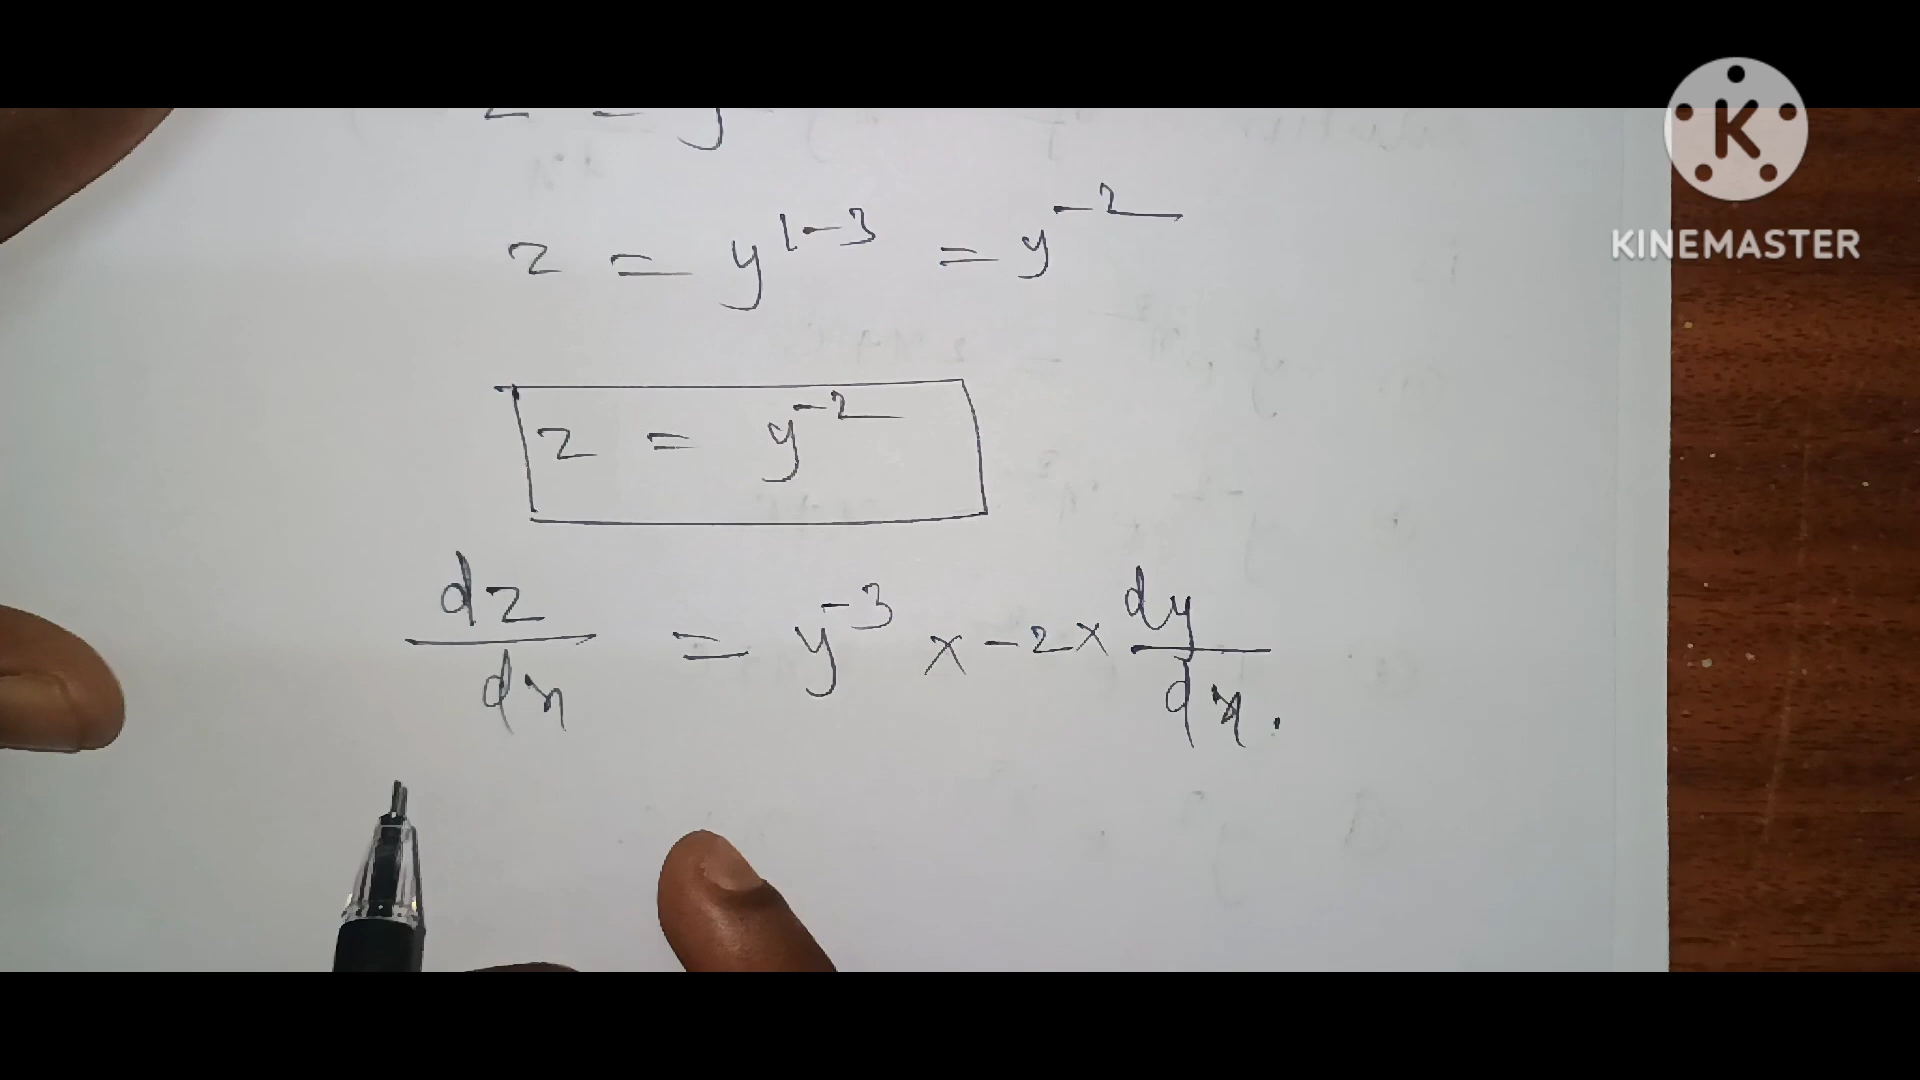 K
KINEMASTER
z = y^{1-3} = y^{-2}
z = y^{-2}
dz/dx = y^{-3} x -2 x dy/dx.